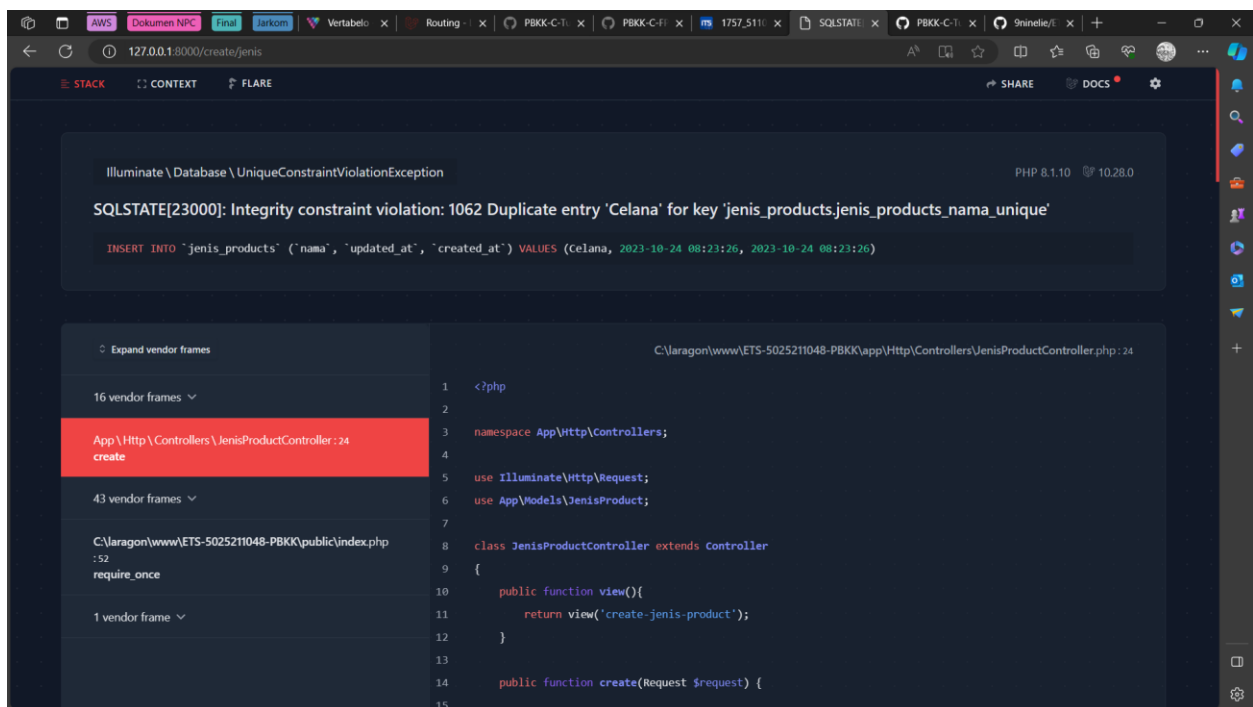 AWS Dokumen NPC Final Jarkom Vertabelo Routing - PBKK-C-Tu PBKK-C-FP 1757_5110 SQLSTATE PBKK-C-Tu 9ninelie/E
127.0.0.1:8000/create/jenis
STACK CONTEXT FLARE SHARE DOCS
Illuminate \ Database \ UniqueConstraintViolationException PHP 8.1.10 10.28.0
SQLSTATE[23000]: Integrity constraint violation: 1062 Duplicate entry 'Celana' for key 'jenis_products.jenis_products_nama_unique'
INSERT INTO `jenis_products` (`nama`, `updated_at`, `created_at`) VALUES (Celana, 2023-10-24 08:23:26, 2023-10-24 08:23:26)
Expand vendor frames
16 vendor frames
App \ Http \ Controllers \ JenisProductController : 24
create
43 vendor frames
C:\laragon\www\ETS-5025211048-PBKK\public\index.php
: 52
require_once
1 vendor frame
C:\laragon\www\ETS-5025211048-PBKK\app\Http\Controllers\JenisProductController.php : 24
1 <?php
2
3 namespace App\Http\Controllers;
4
5 use Illuminate\Http\Request;
6 use App\Models\JenisProduct;
7
8 class JenisProductController extends Controller
9 {
10 public function view(){
11 return view('create-jenis-product');
12 }
13
14 public function create(Request $request) {
15